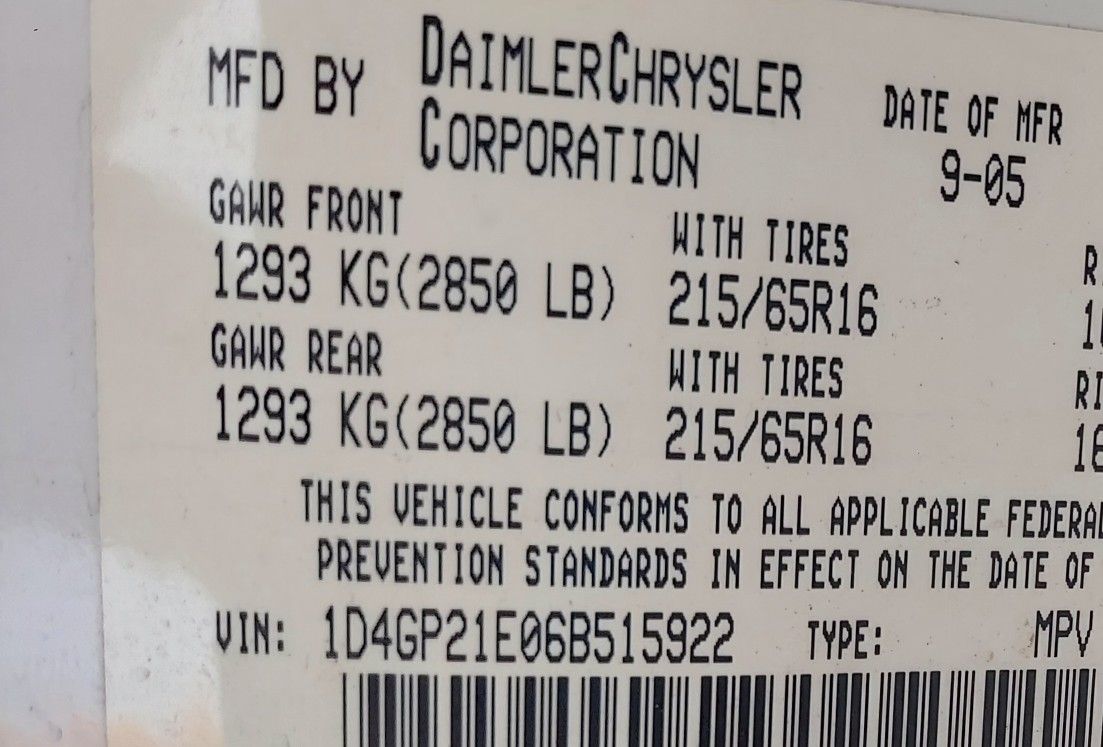 MFD BY DAIMLERCHRYSLER CORPORATION DATE OF MFR
9-05
GAWR FRONT WITH TIRES
1293 KG(2850 LB) 215/65R16
GAWR REAR WITH TIRES
1293 KG(2850 LB) 215/65R16
THIS VEHICLE CONFORMS TO ALL APPLICABLE FEDERAL
PREVENTION STANDARDS IN EFFECT ON THE DATE OF
VIN: 1D4GP21E06B515922 TYPE: MPV